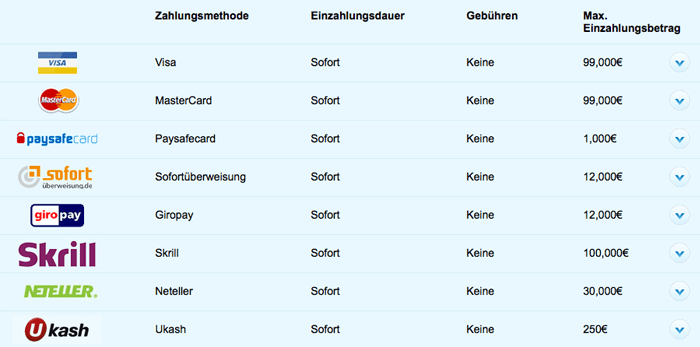 Zahlungsmethode Einzahlungsdauer Gebühren Max. Einzahlungsbetrag
VISA Visa Sofort Keine 99,000€
MasterCard MasterCard Sofort Keine 99,000€
paysafecard Paysafecard Sofort Keine 1,000€
sofort überweisung.de Sofortüberweisung Sofort Keine 12,000€
giropay Giropay Sofort Keine 12,000€
Skrill Skrill Sofort Keine 100,000€
NETELLER Neteller Sofort Keine 30,000€
Ukash Ukash Sofort Keine 250€